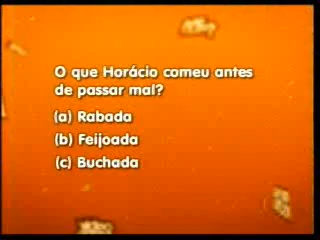 O que Horácio comeu antes
de passar mal?
(a) Rabada
(b) Feijoada
(c) Buchada